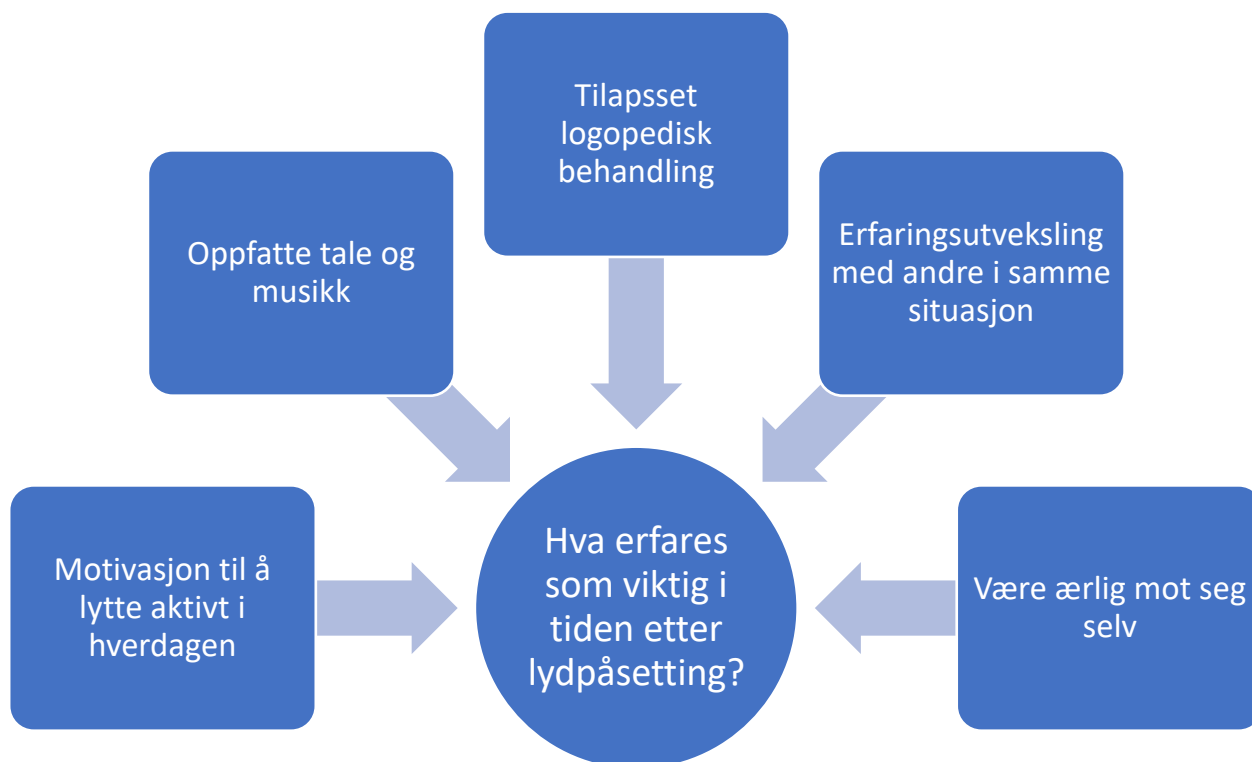 Tilapsset
logopedisk
behandling
Oppfatte tale og
musikk
Erfaringsutveksling
med andre i samme
situasjon
Motivasjon til å
lytte aktivt i
hverdagen
Hva erfares
som viktig i
tiden etter
lydpåsetting?
Være ærlig mot seg
selv